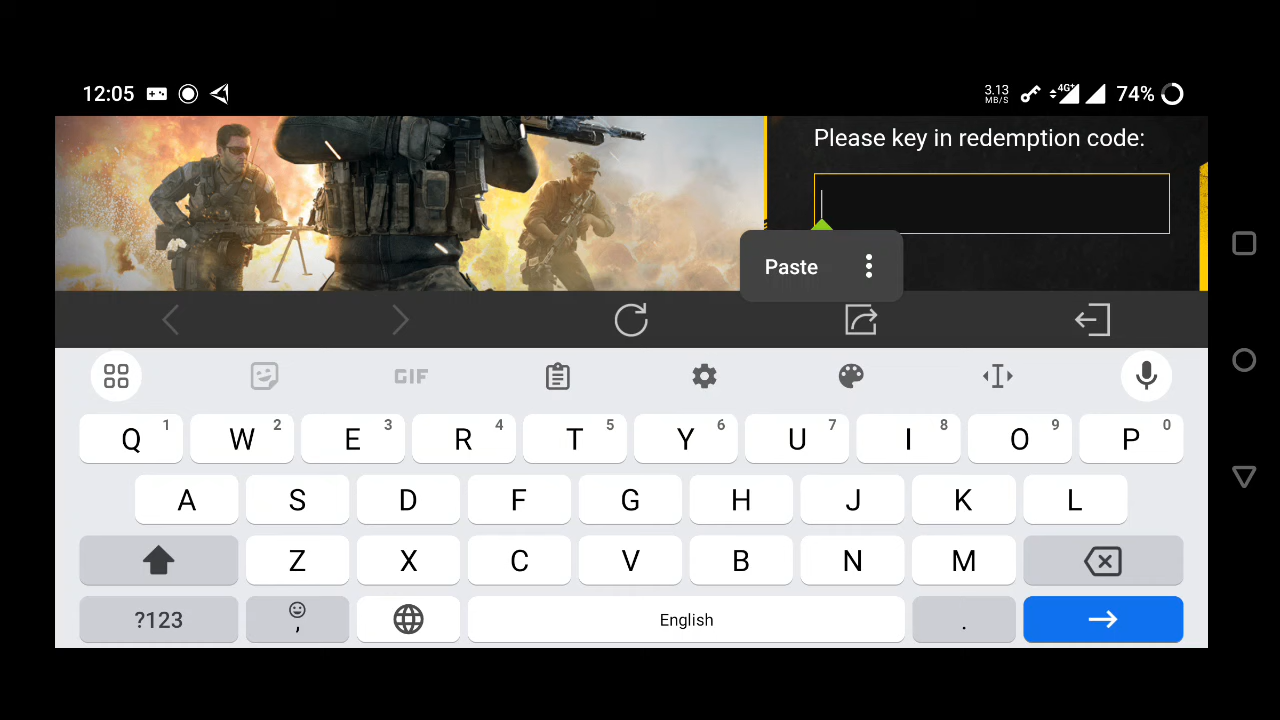 12:05 3.13 MB/S 4G+ 74%
Please key in redemption code:
Paste
GIF
Q 1 W 2 E 3 R 4 T 5 Y 6 U 7 I 8 O 9 P 0
A S D F G H J K L
Z X C V B N M
?123 , English .